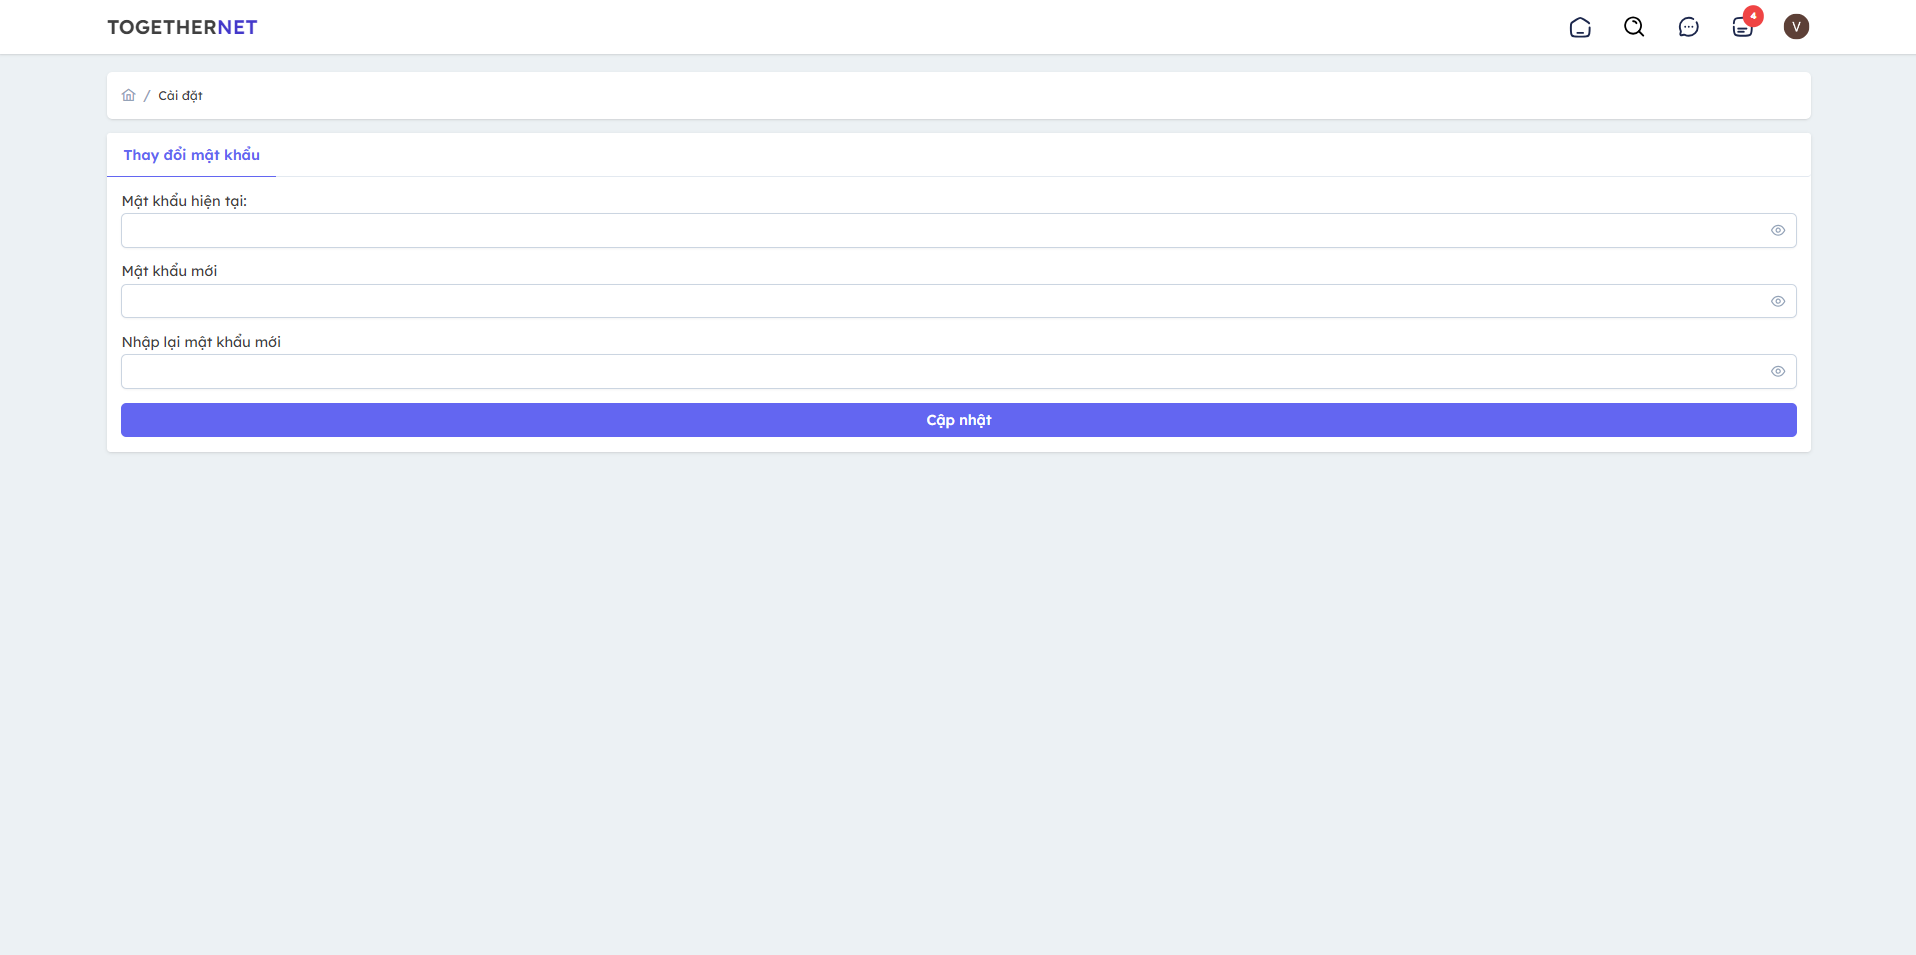 TOGETHERNET
4
V
/ Cài đặt
Thay đổi mật khẩu
Mật khẩu hiện tại:
Mật khẩu mới
Nhập lại mật khẩu mới
Cập nhật